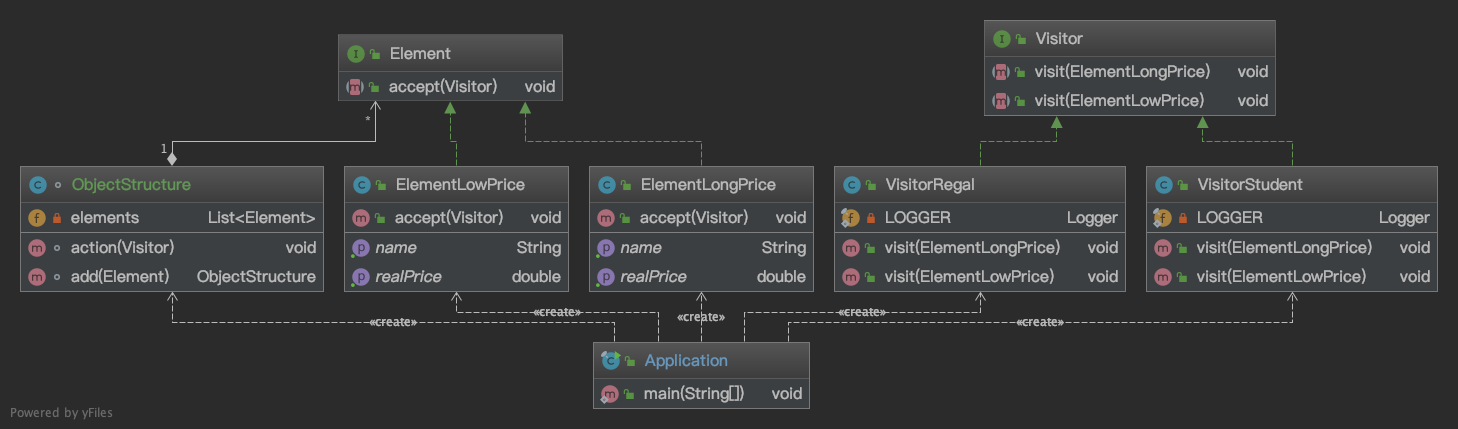 Element
accept(Visitor) void
Visitor
visit(ElementLongPrice) void
visit(ElementLowPrice) void
*
1
ObjectStructure
elements List<Element>
action(Visitor) void
add(Element) ObjectStructure
ElementLowPrice
accept(Visitor) void
name String
realPrice double
ElementLongPrice
accept(Visitor) void
name String
realPrice double
VisitorRegal
LOGGER Logger
visit(ElementLongPrice) void
visit(ElementLowPrice) void
VisitorStudent
LOGGER Logger
visit(ElementLongPrice) void
visit(ElementLowPrice) void
«create»
«create»
«create»
«create»
«create»
Application
main(String[]) void
Powered by yFiles